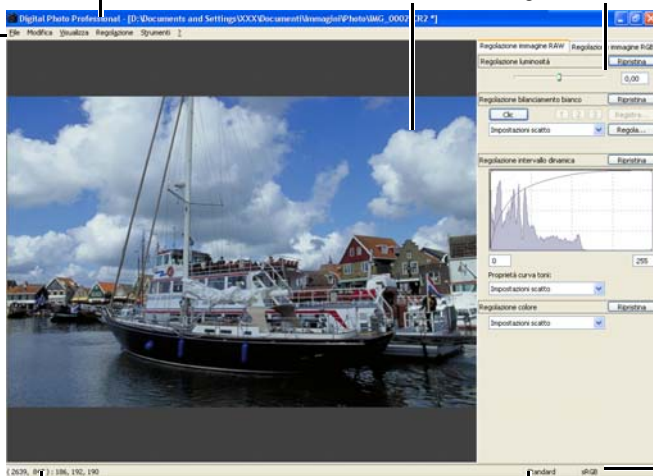 Digital Photo Professional - [D:\Documents and Settings\XXX\Documenti\Immagini\Photo\IMG_0002.CR2 *]
File Modifica Visualizza Regolazione Strumenti ?
Regolazione immagine RAW Regolazione immagine RGB
Regolazione luminosità Ripristina
0,00
Regolazione bilanciamento bianco Ripristina
Clic 1 2 3 Registra...
Impostazioni scatto Regola...
Regolazione intervallo dinamica Ripristina
0 255
Proprietà curva toni:
Impostazioni scatto
Regolazione colore Ripristina
Impostazioni scatto
186, 192, 190 Standard sRGB